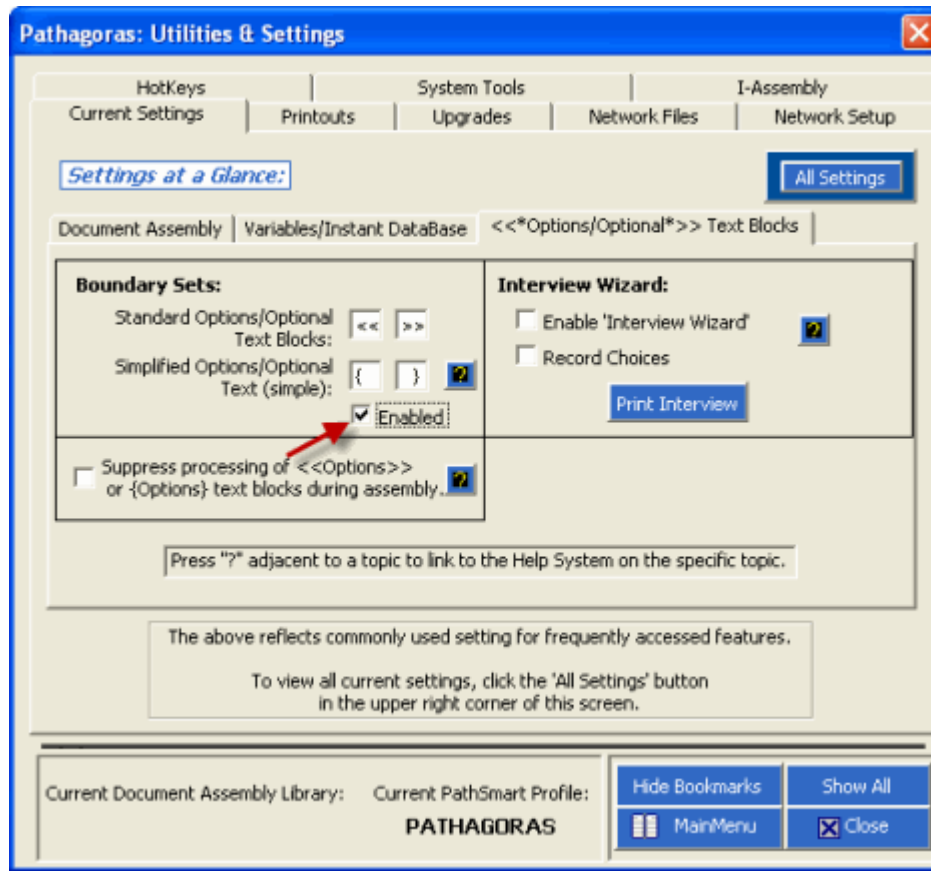 Pathagoras: Utilities & Settings
HotKeys
System Tools
I-Assembly
Current Settings
Printouts
Upgrades
Network Files
Network Setup
Settings at a Glance:
All Settings
Document Assembly
Variables/Instant DataBase
<<*Options/Optional*>> Text Blocks
Boundary Sets:
Standard Options/Optional
Text Blocks:
<< >>
Simplified Options/Optional
Text (simple):
{ } ?
Enabled
Interview Wizard:
Enable 'Interview Wizard'
?
Record Choices
Print Interview
Suppress processing of <<Options>>
or {Options} text blocks during assembly.. ?
Press "?" adjacent to a topic to link to the Help System on the specific topic.
The above reflects commonly used setting for frequently accessed features.
To view all current settings, click the 'All Settings' button
in the upper right corner of this screen.
Current Document Assembly Library:
Current PathSmart Profile:
PATHAGORAS
Hide Bookmarks
Show All
MainMenu
Close